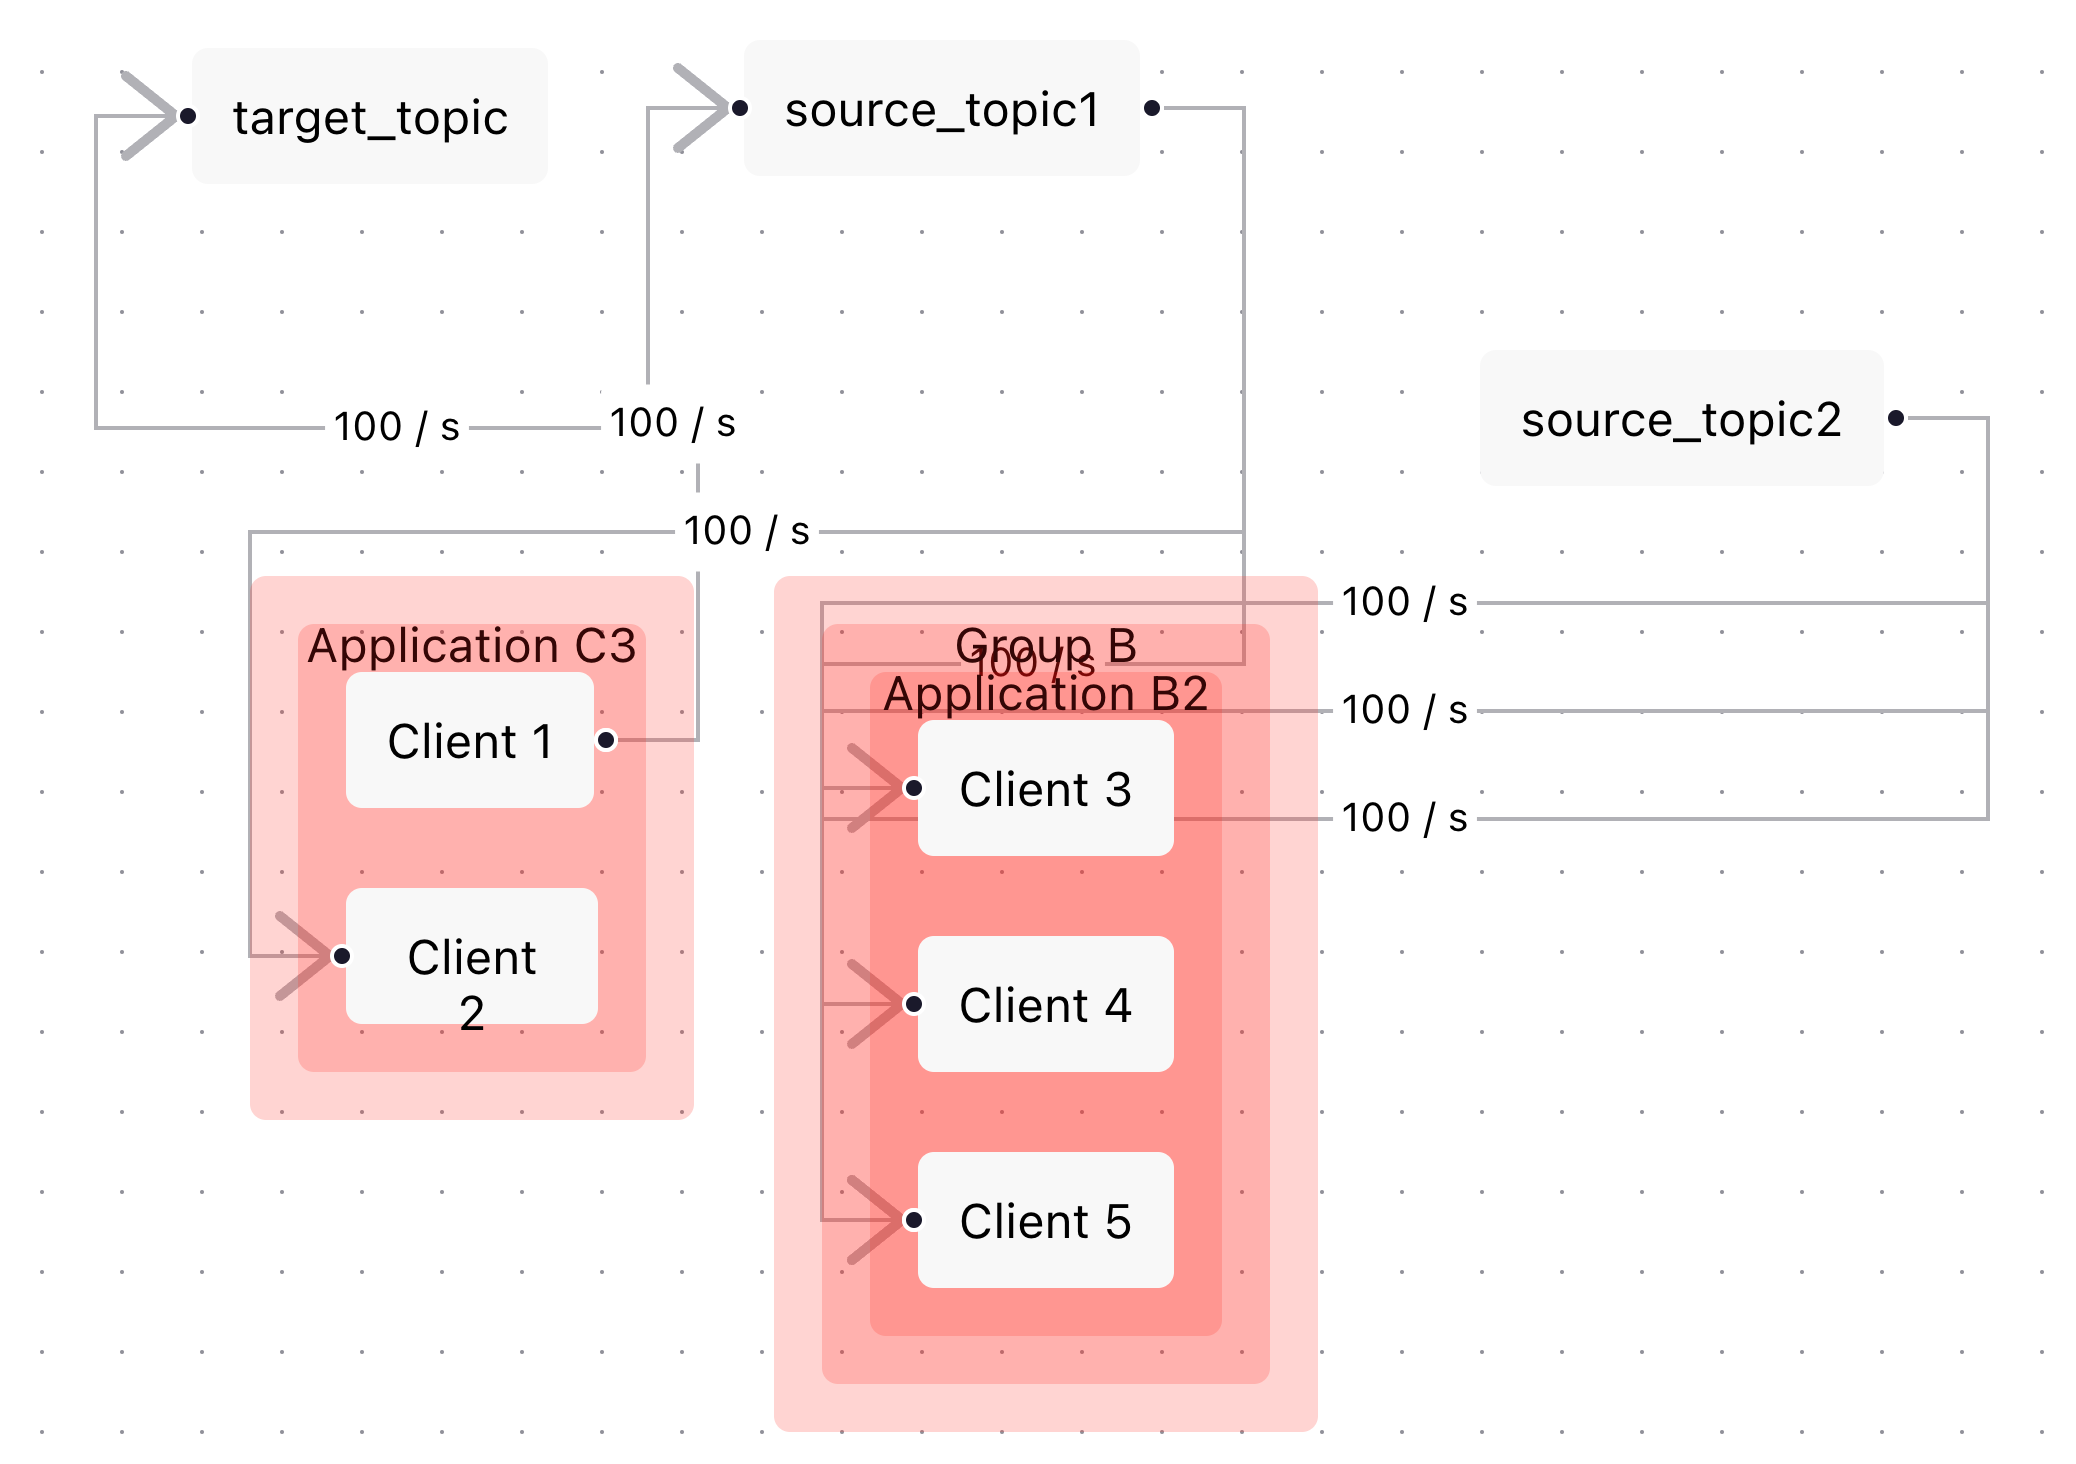 target_topic
source_topic1
source_topic2
100 / s
100 / s
100 / s
100 / s
Application C3
Group B
100 / s
Application B2
100 / s
Client 1
Client 3
100 / s
Client
2
Client 4
Client 5